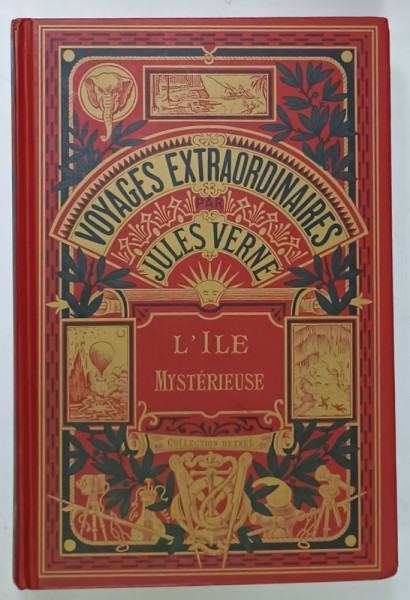 VOYAGES EXTRAORDINAIRES
PAR
JULES VERNE
L'ILE
MYSTÉRIEUSE
COLLECTION HETZEL